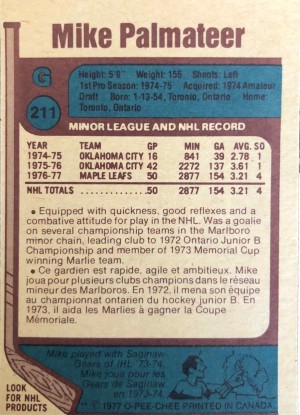 Mike Palmateer
G
211
Height: 5'9" Weight: 155 Shoots: Left
1st Pro Season: 1974-75 Acquired: 1974 Amateur
Draft Born: 1-13-54, Toronto, Ontario Home:
Toronto, Ontario
MINOR LEAGUE AND NHL RECORD
YEAR TEAM GP MIN GA AVG. SO
1974-75 OKLAHOMA CITY 16 841 39 2.78 1
1975-76 OKLAHOMA CITY 42 2272 137 3.61 1
1976-77 MAPLE LEAFS 50 2877 154 3.21 4
NHL TOTALS 50 2877 154 3.21 4
• Equipped with quickness, good reflexes and a
combative attitude for play in the NHL. Was a goalie
on several championship teams in the Marlboro
minor chain, leading club to 1972 Ontario Junior B
Championship and member of 1973 Memorial Cup
winning Marlie team.
• Ce gardien est rapide, agile et ambitieux. Mike
joua pour plusieurs clubs champions dans le réseau
mineur des Marlboros. En 1972, il mena son équipe
au championnat ontarien du hockey junior B. En
1973, il aida les Marlies à gagner la Coupe
Mémoriale.
Mike played with Saginaw
Gears of IHL '73-74.
Mike joua pour les
Gears de Saginaw
en 1973-74.
LOOK
FOR NHL
PRODUCTS
© 1977 O-PEE-CHEE PRINTED IN CANADA